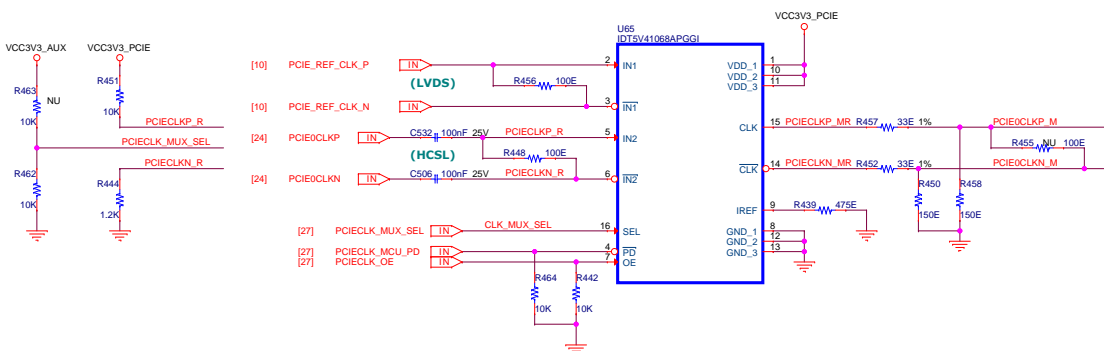 U65
IDT5V41068APGGI
VCC3V3_PCIE
VCC3V3_AUX
VCC3V3_PCIE
R463
NU
10K
R451
10K
PCIECLKP_R
PCIECLK_MUX_SEL
PCIECLKN_R
R462
10K
R444
1.2K
[10] PCIE_REF_CLK_P IN
(LVDS)
R456 100E
[10] PCIE_REF_CLK_N IN
[24] PCIE0CLKP IN C532 100nF 25V PCIECLKP_R
(HCSL)
R448 100E
[24] PCIE0CLKN IN C506 100nF 25V PCIECLKN_R
[27] PCIECLK_MUX_SEL IN CLK_MUX_SEL
[27] PCIECLK_MCU_PD IN
[27] PCIECLK_OE IN
R464
10K
R442
10K
2 IN1
3 IN1
5 IN2
6 IN2
16 SEL
4 PD
7 OE
VDD_1 1
VDD_2 10
VDD_3 11
CLK 15 PCIECLKP_MR R457 33E 1% PCIE0CLKP_M
R455 NU 100E
CLK 14 PCIECLKN_MR R452 33E 1% PCIE0CLKN_M
R450
150E
R458
150E
IREF 9 R439 475E
GND_1 8
GND_2 12
GND_3 13